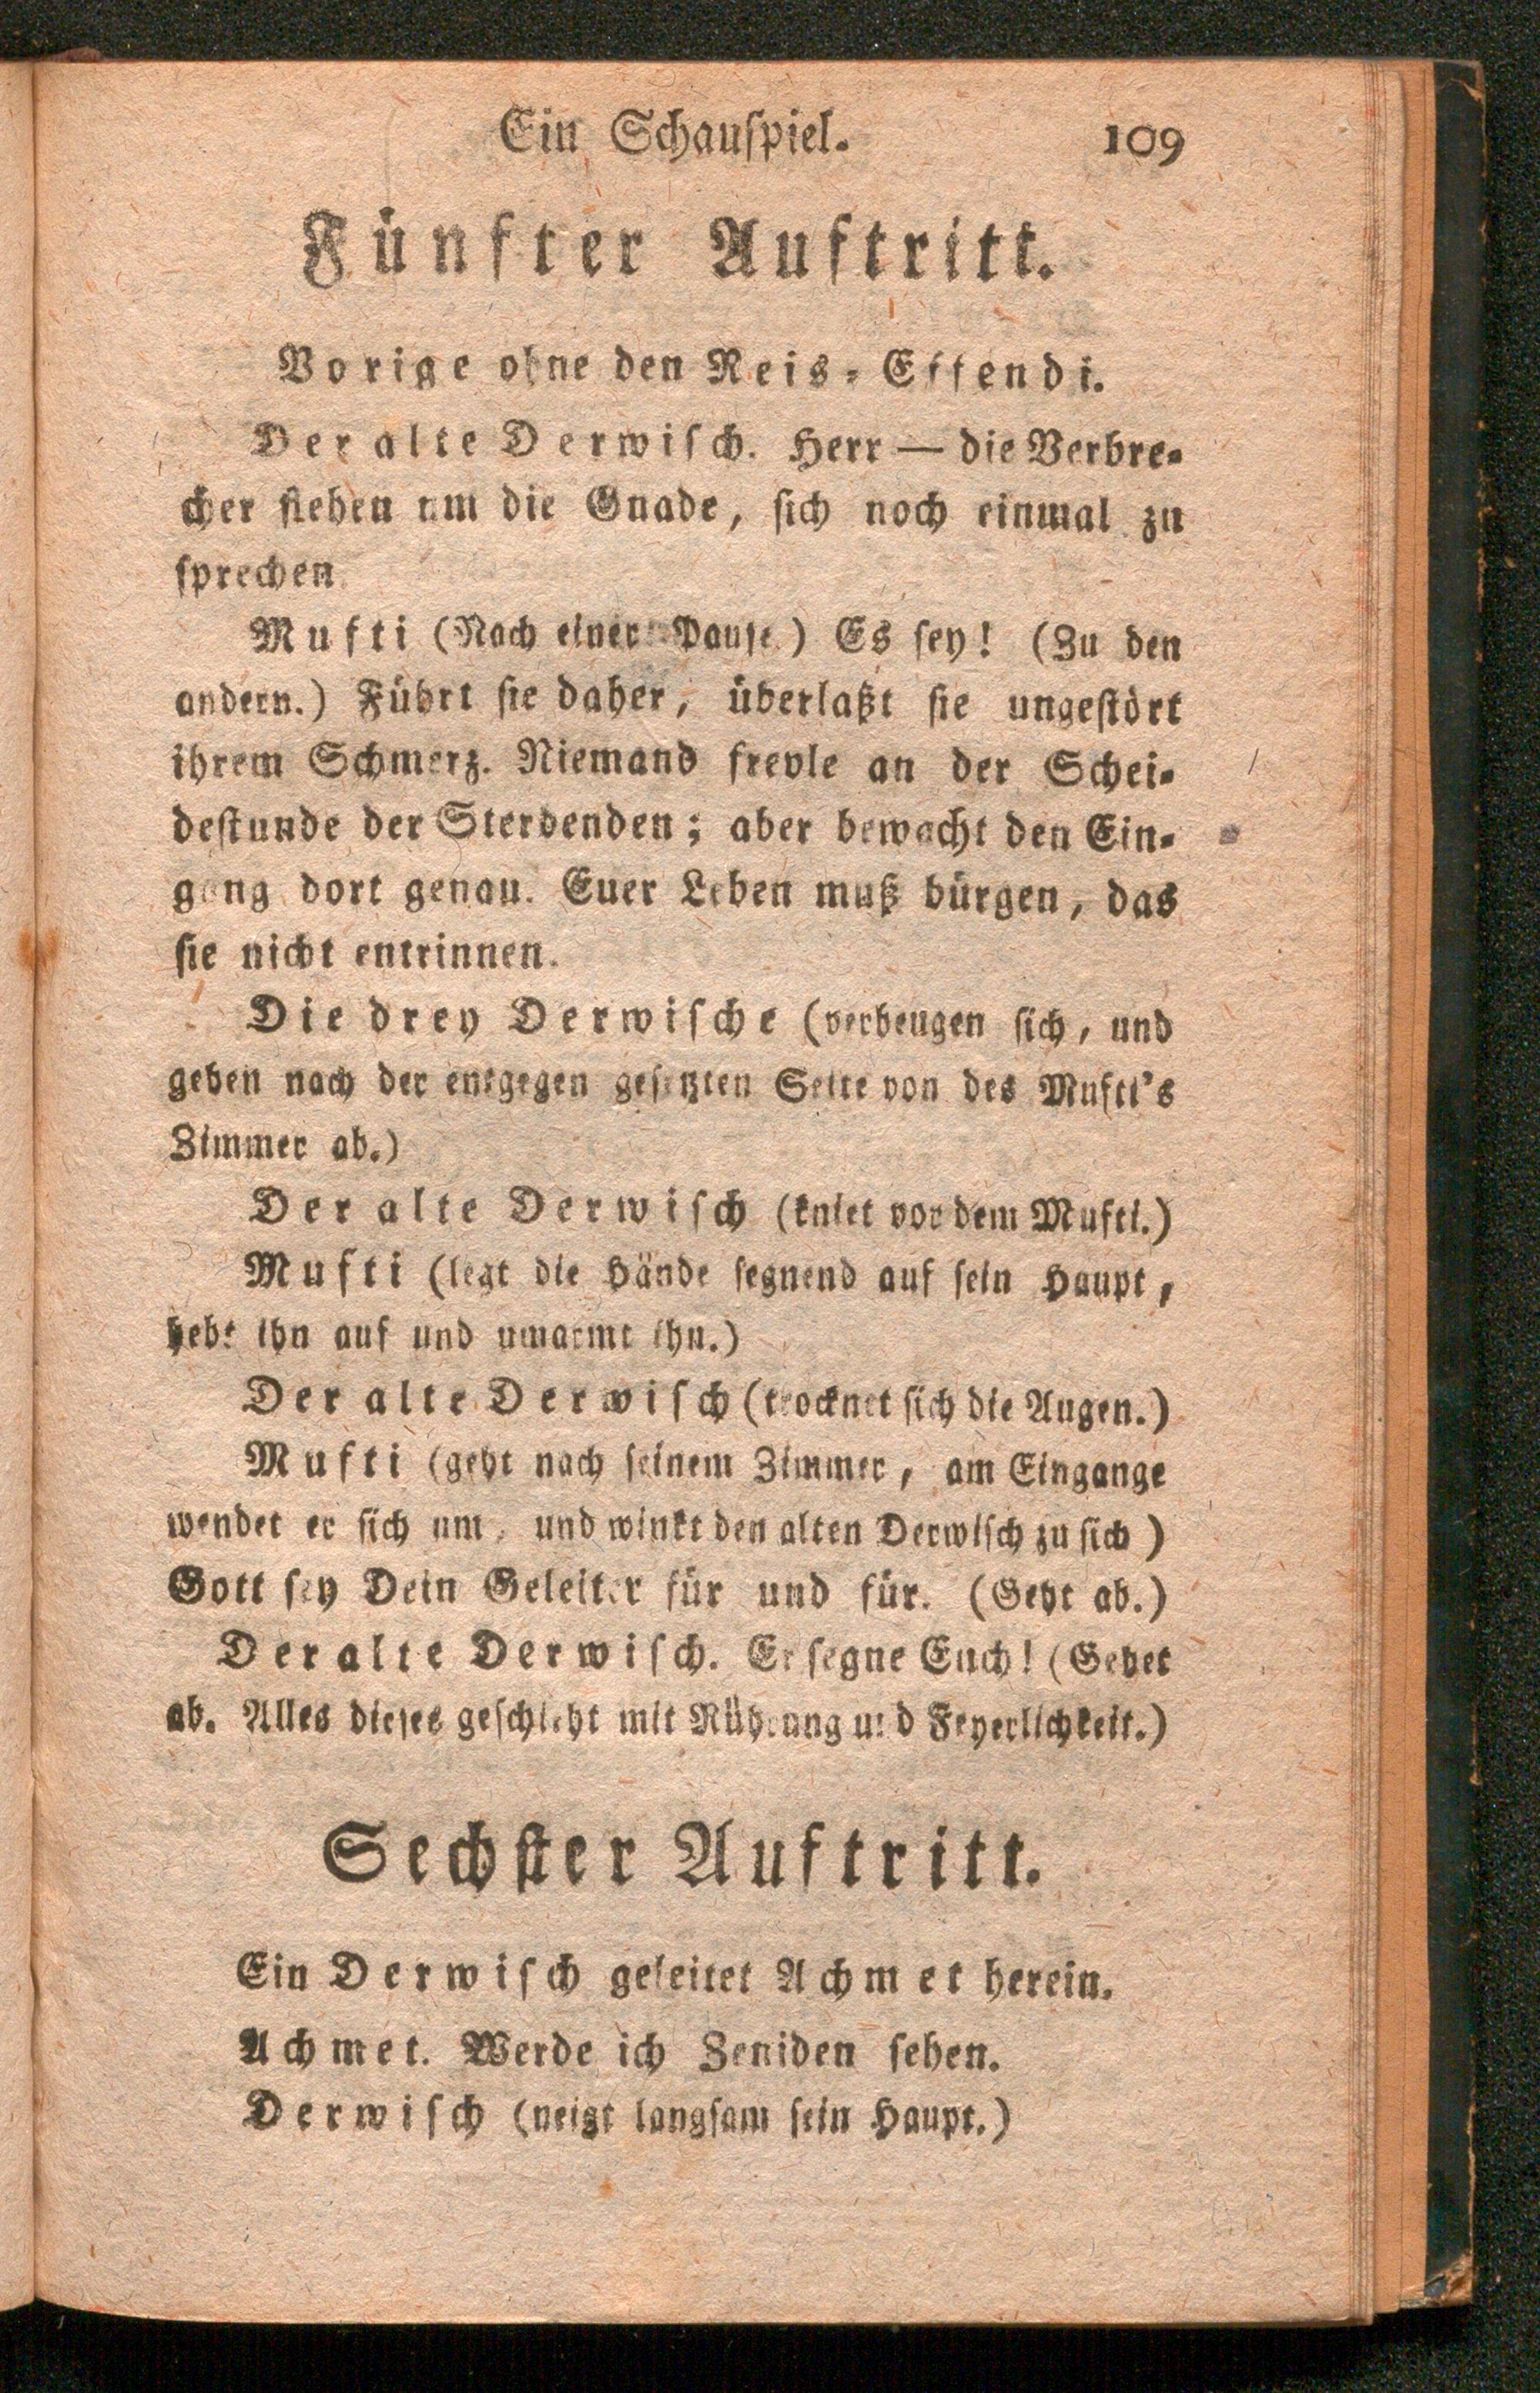 Ein Schauſpiel. 109
Fünfter Auftritt.
Vorige ohne den Reis-Effendi.
Der alte Derwiſch. Herr — die Verbre-
cher flehen um die Gnade, ſich noch einmal zu
ſprechen
Mufti (Nach einer Pauſe.) Es ſey! (Zu den
andern.) Führt ſie daher, überlaßt ſie ungeſtört
ihrem Schmerz. Niemand frevle an der Schei-
deſtunde der Sterbenden; aber bewacht den Ein-
gang dort genau. Euer Leben muß bürgen, das
ſie nicht entrinnen.
Die drey Derwiſche (verbeugen ſich, und
gehen nach der entgegen geſetzten Seite von des Mufti's
Zimmer ab.)
Der alte Derwiſch (kniet vor dem Mufti.)
Mufti (legt die Hände ſegnend auf ſein Haupt,
hebt ihn auf und umarmt ihn.)
Der alte Derwiſch (trocknet ſich die Augen.)
Mufti (geht nach ſeinem Zimmer, am Eingange
wendet er ſich um, und winkt den alten Derwiſch zu ſich)
Gott ſey Dein Geleiter für und für. (Geht ab.)
Der alte Derwiſch. Er ſegne Euch! (Gehet
ab. Alles dieſes geſchieht mit Rührung und Feyerlichkeit.)
Sechſter Auftritt.
Ein Derwiſch geleitet Achmet herein.
Achmet. Werde ich Zeniden ſehen.
Derwiſch (neigt langſam ſein Haupt.)